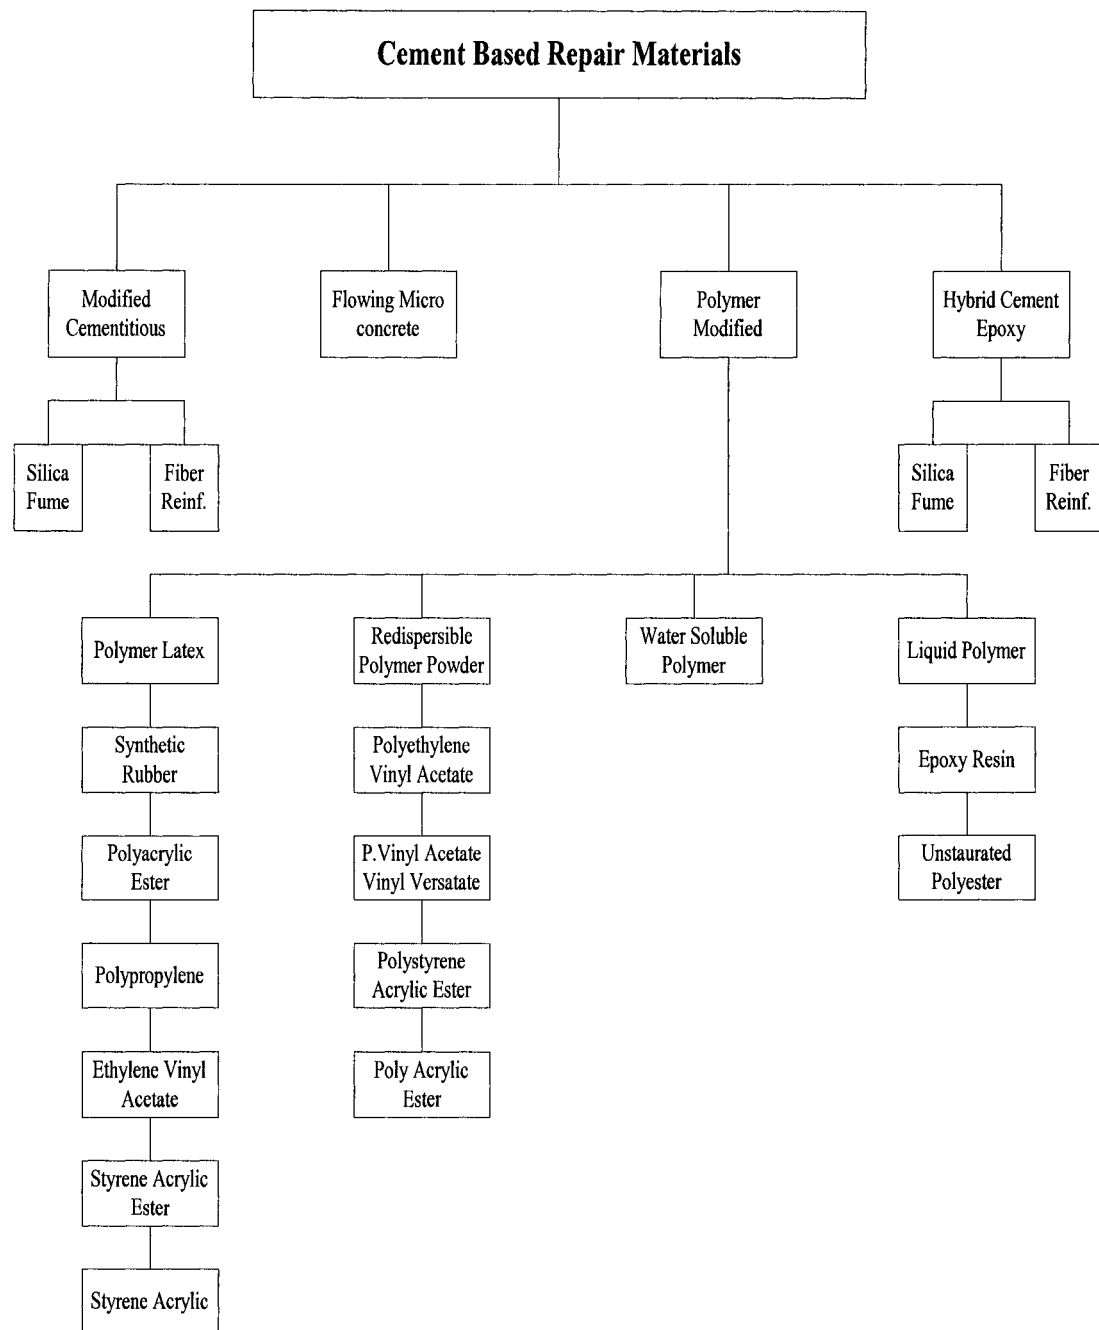 Cement Based Repair Materials
Modified
Cementitious
Flowing Micro
concrete
Polymer
Modified
Hybrid Cement
Epoxy
Silica
Fume
Fiber
Reinf.
Silica
Fume
Fiber
Reinf.
Polymer Latex
Redispersible
Polymer Powder
Water Soluble
Polymer
Liquid Polymer
Synthetic
Rubber
Polyethylene
Vinyl Acetate
Epoxy Resin
Polyacrylic
Ester
P.Vinyl Acetate
Vinyl Versatate
Unstaurated
Polyester
Polypropylene
Polystyrene
Acrylic Ester
Ethylene Vinyl
Acetate
Poly Acrylic
Ester
Styrene Acrylic
Ester
Styrene Acrylic